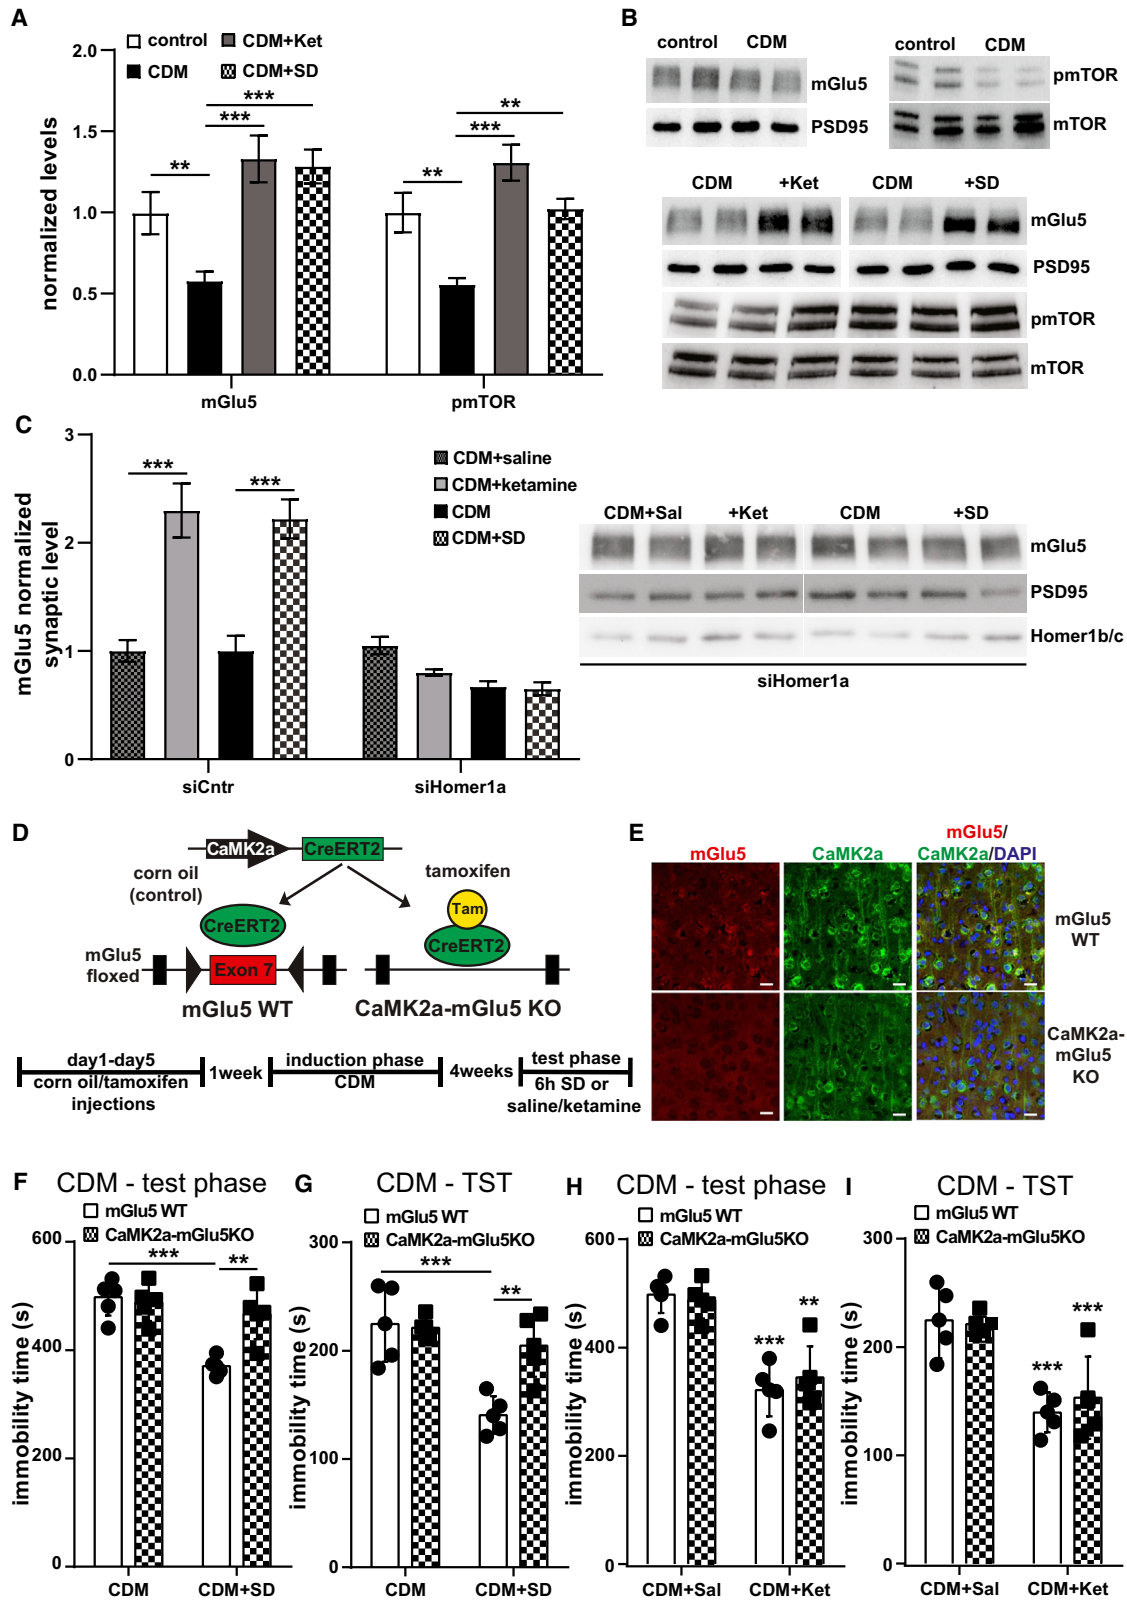 A
control
CDM+Ket
CDM
CDM+SD
normalized levels
2.0
1.5
1.0
0.5
0.0
**
***
***
**
***
**
mGlu5
pmTOR
B
control CDM
mGlu5
PSD95
control CDM
pmTOR
mTOR
CDM +Ket CDM +SD
mGlu5
PSD95
pmTOR
mTOR
C
mGlu5 normalized
synaptic level
3
2
1
0
***
***
CDM+saline
CDM+ketamine
CDM
CDM+SD
siCntr
siHomer1a
CDM+Sal +Ket CDM +SD
mGlu5
PSD95
Homer1b/c
siHomer1a
D
CaMK2a
CreERT2
corn oil
(control)
tamoxifen
CreERT2
Tam
CreERT2
mGlu5
floxed
Exon 7
mGlu5 WT
CaMK2a-mGlu5 KO
day1-day5
corn oil/tamoxifen
injections
1week
induction phase
CDM
4weeks
test phase
6h SD or
saline/ketamine
E
mGlu5
CaMK2a
mGlu5/
CaMK2a/DAPI
mGlu5
WT
CaMK2a-
mGlu5
KO
F
CDM - test phase
mGlu5 WT
CaMK2a-mGlu5KO
immobility time (s)
600
400
200
0
***
**
CDM
CDM+SD
G
CDM - TST
mGlu5 WT
CaMK2a-mGlu5KO
immobility time (s)
300
200
100
0
***
**
CDM
CDM+SD
H
CDM - test phase
mGlu5 WT
CaMK2a-mGlu5KO
immobility time (s)
600
400
200
0
***
**
CDM+Sal
CDM+Ket
I
CDM - TST
mGlu5 WT
CaMK2a-mGlu5KO
immobility time (s)
300
200
100
0
***
***
CDM+Sal
CDM+Ket